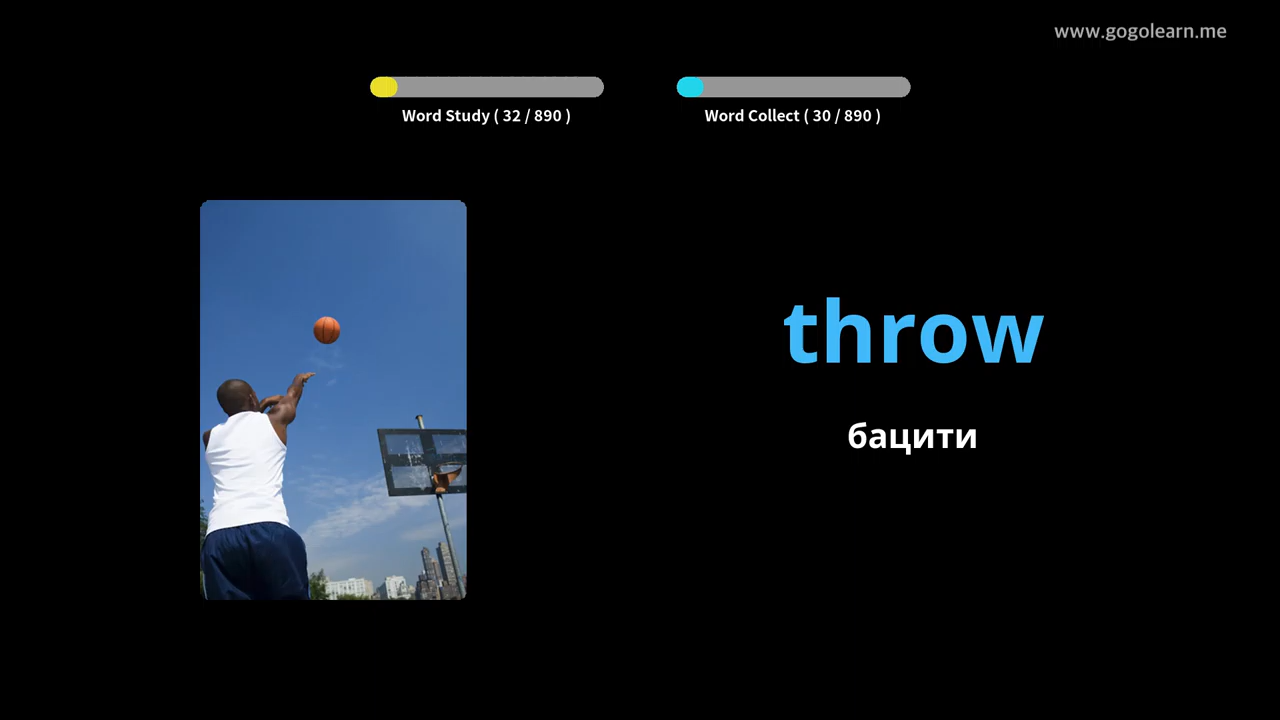 www.gogolearn.me
Word Study ( 32 / 890 )
Word Collect ( 30 / 890 )
throw
бацити